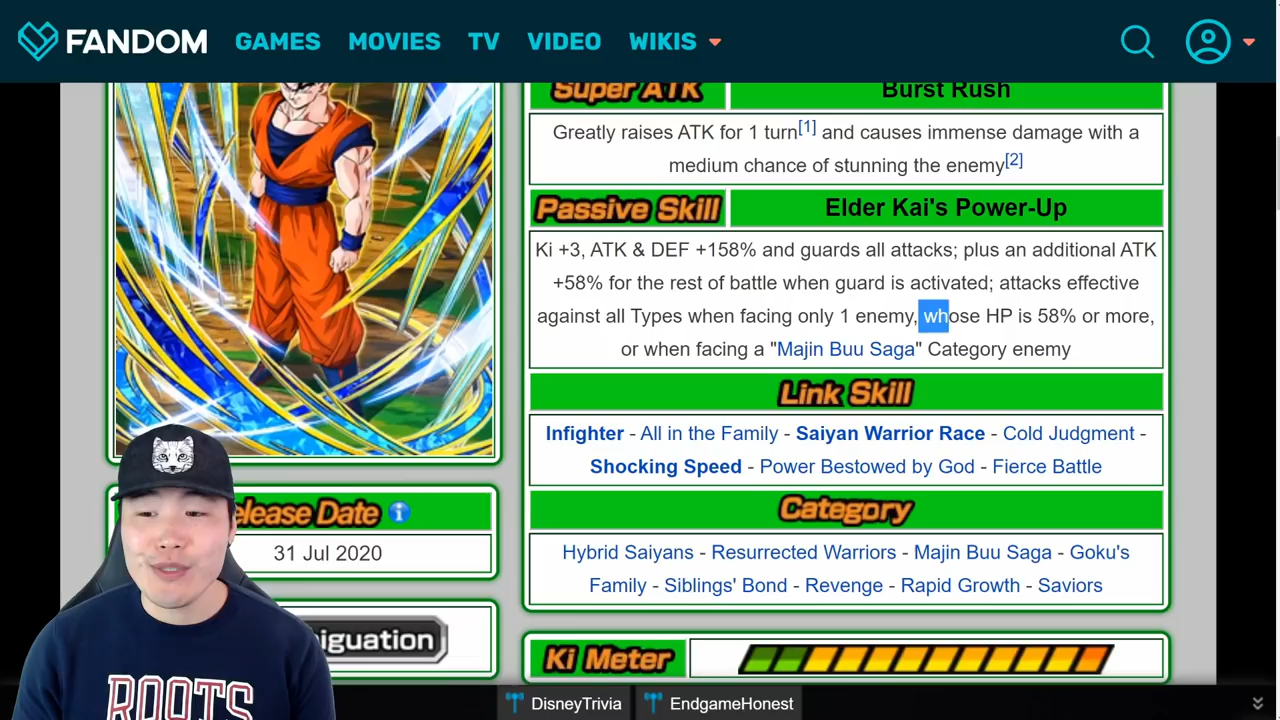 FANDOM GAMES MOVIES TV VIDEO WIKIS
Super ATK Burst Rush
Greatly raises ATK for 1 turn[1] and causes immense damage with a
medium chance of stunning the enemy[2]
Passive Skill Elder Kai's Power-Up
Ki +3, ATK & DEF +158% and guards all attacks; plus an additional ATK
+58% for the rest of battle when guard is activated; attacks effective
against all Types when facing only 1 enemy, whose HP is 58% or more,
or when facing a "Majin Buu Saga" Category enemy
Link Skill
Infighter - All in the Family - Saiyan Warrior Race - Cold Judgment -
Shocking Speed - Power Bestowed by God - Fierce Battle
Category
Hybrid Saiyans - Resurrected Warriors - Majin Buu Saga - Goku's
Family - Siblings' Bond - Revenge - Rapid Growth - Saviors
Ki Meter
elease Date
31 Jul 2020
iguation
ROOTS
DisneyTrivia EndgameHonest